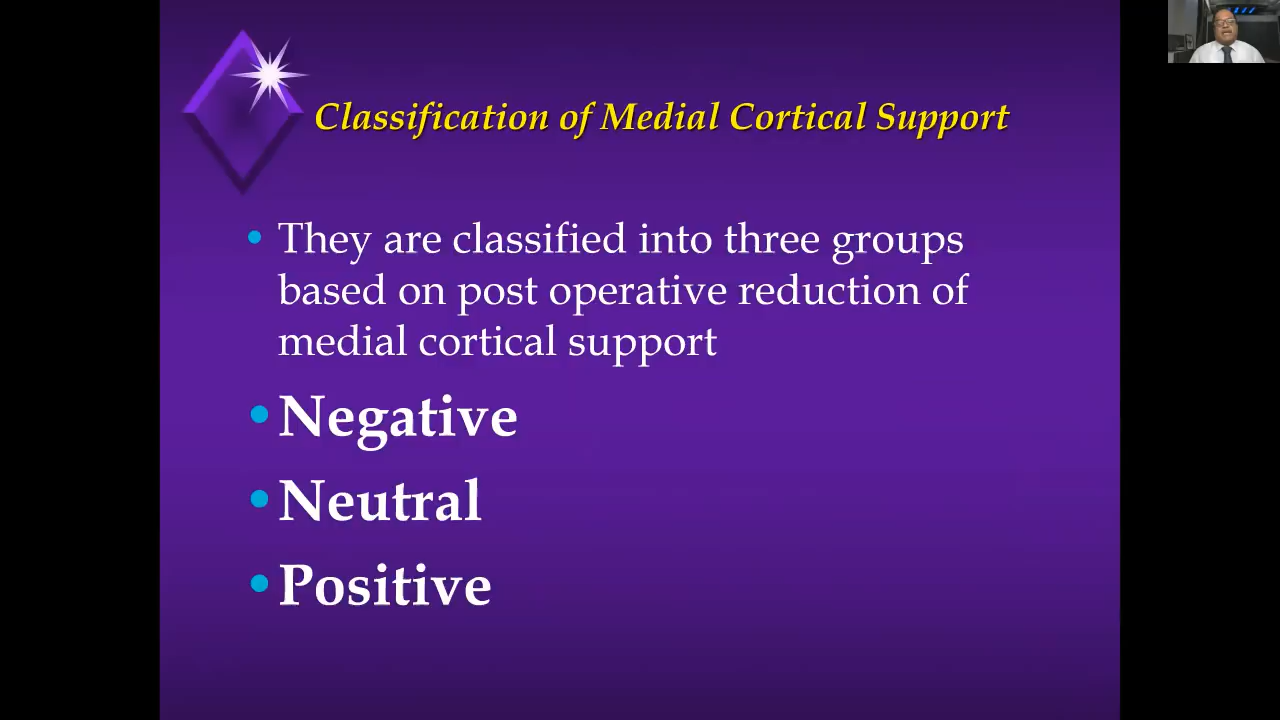 Classification of Medial Cortical Support
• They are classified into three groups
based on post operative reduction of
medial cortical support
• Negative
• Neutral
• Positive